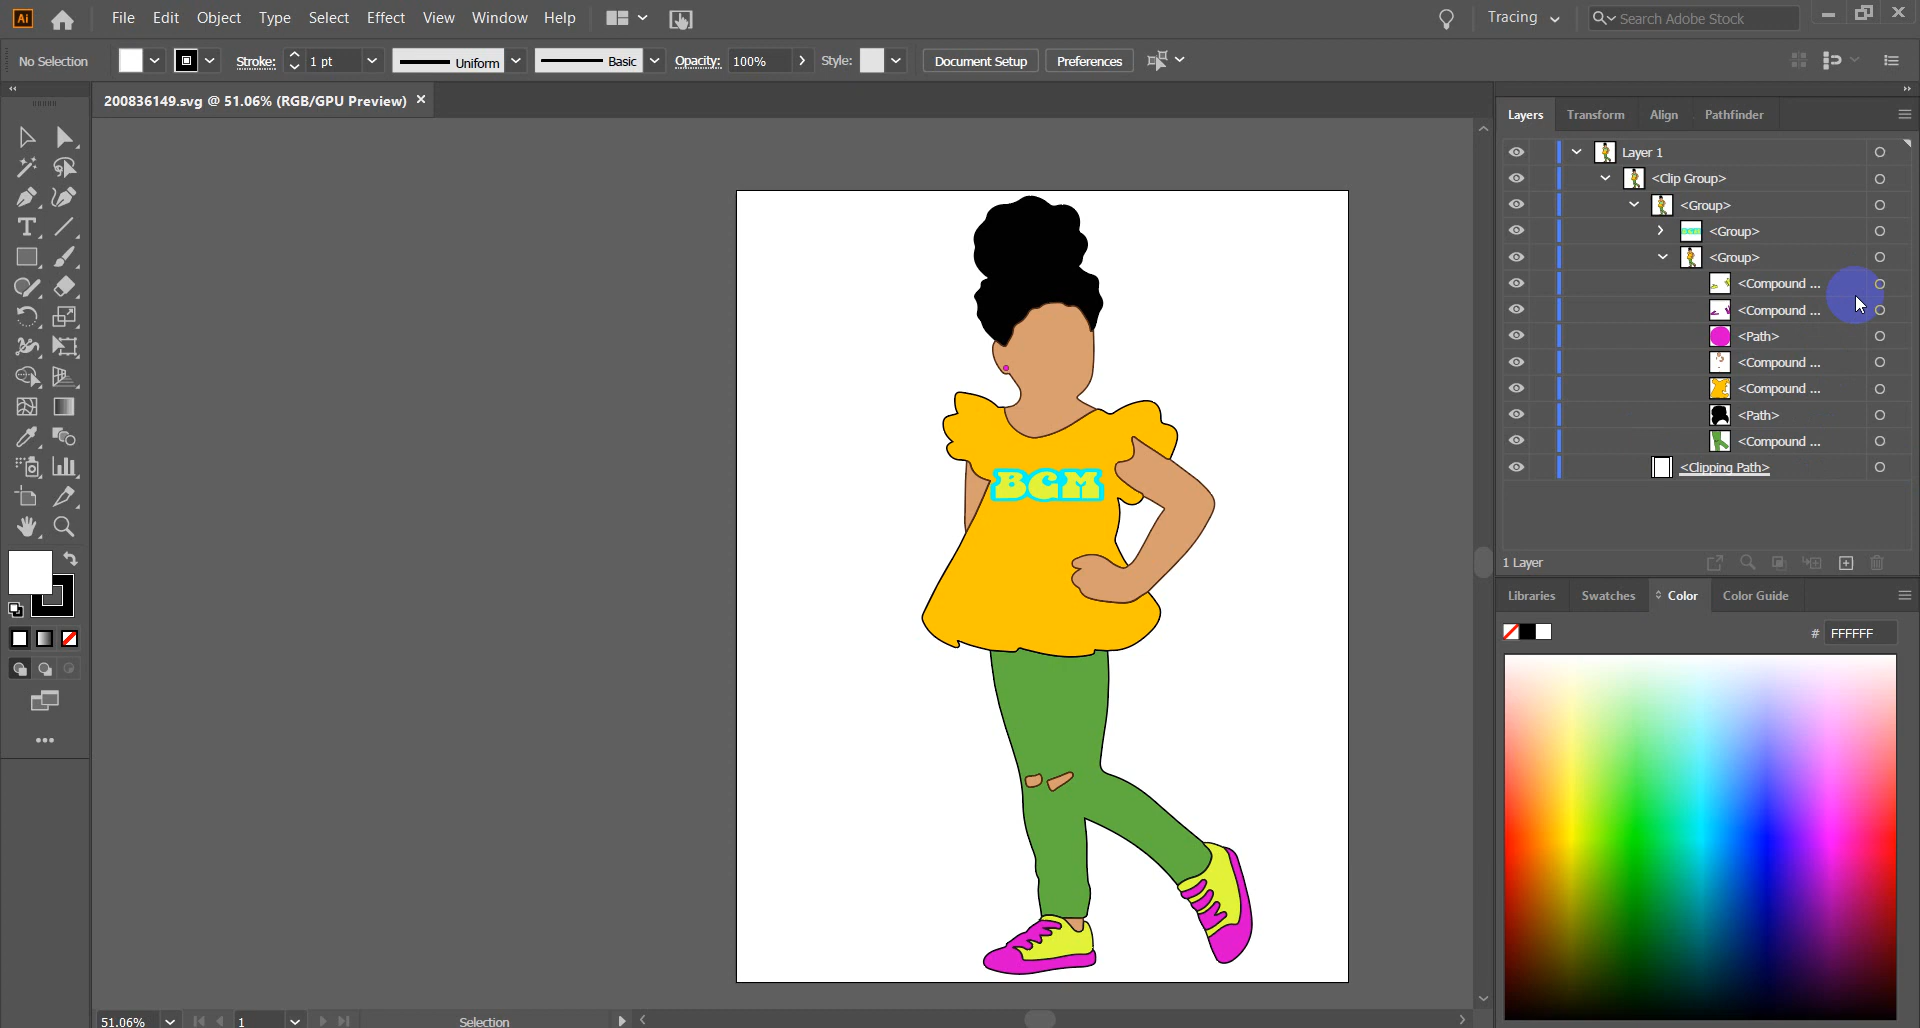 Ai File Edit Object Type Select Effect View Window Help Tracing Search Adobe Stock
No Selection Stroke: 1 pt Uniform Basic Opacity: 100% Style: Document Setup Preferences
200836149.svg @ 51.06% (RGB/GPU Preview)
Layers Transform Align Pathfinder
Layer 1
<Clip Group>
<Group>
<Group>
<Group>
<Compound ...
<Compound ...
<Path>
<Compound ...
<Compound ...
<Path>
<Compound ...
<Clipping Path>
BGM
1 Layer
Libraries Swatches Color Color Guide
# FFFFFF
51.06% 1 Selection